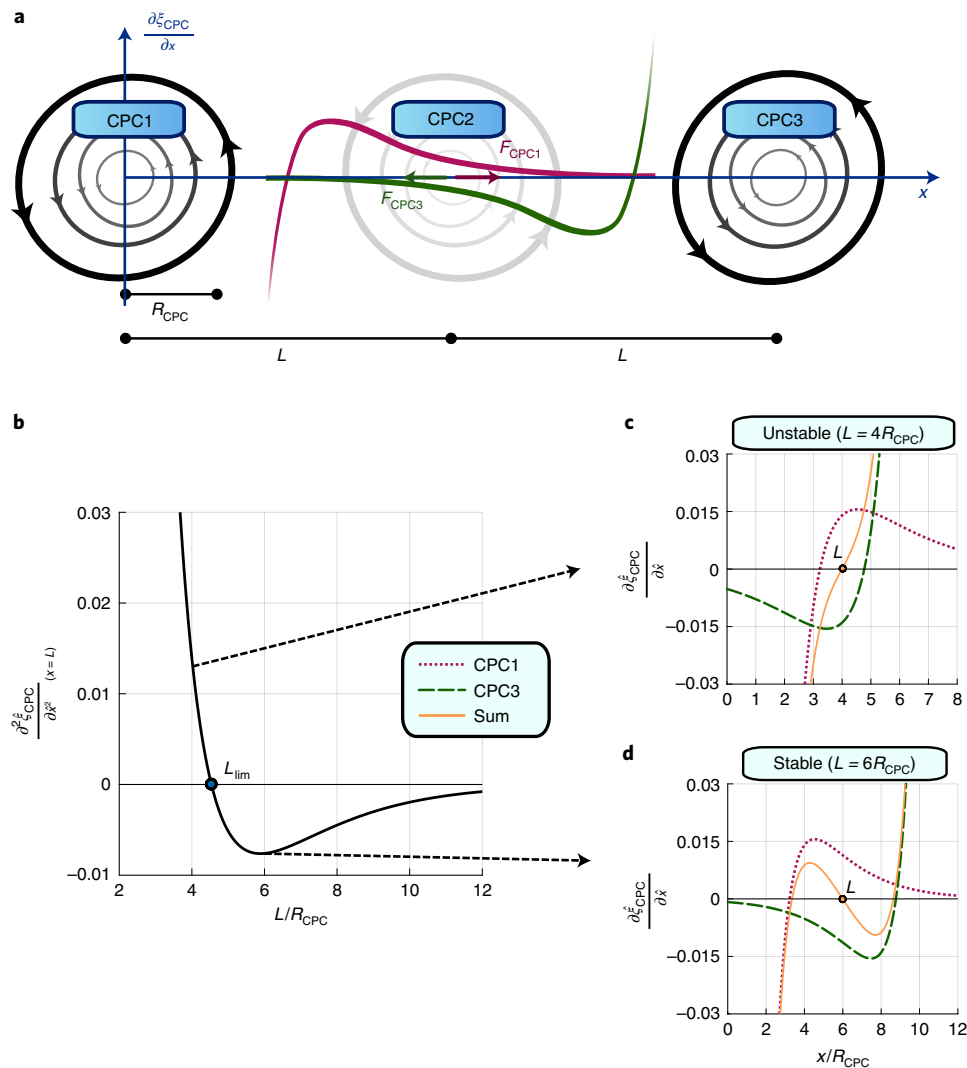 a
∂ξCPC
∂x
CPC1
CPC2
CPC3
FCPC1
FCPC3
x
RCPC
L
L
b
0.03
0.02
0.01
0
−0.01
∂²ξ̂CPC (x = L)
∂x̂²
Llim
2
4
6
8
10
12
L/RCPC
CPC1
CPC3
Sum
c
Unstable (L = 4RCPC)
0.03
0.015
0
−0.015
−0.03
∂ξ̂CPC
∂x̂
L
0 1 2 3 4 5 6 7 8
d
Stable (L = 6RCPC)
0.03
0.015
0
−0.015
−0.03
∂ξ̂CPC
∂x̂
L
0 2 4 6 8 10 12
x/RCPC